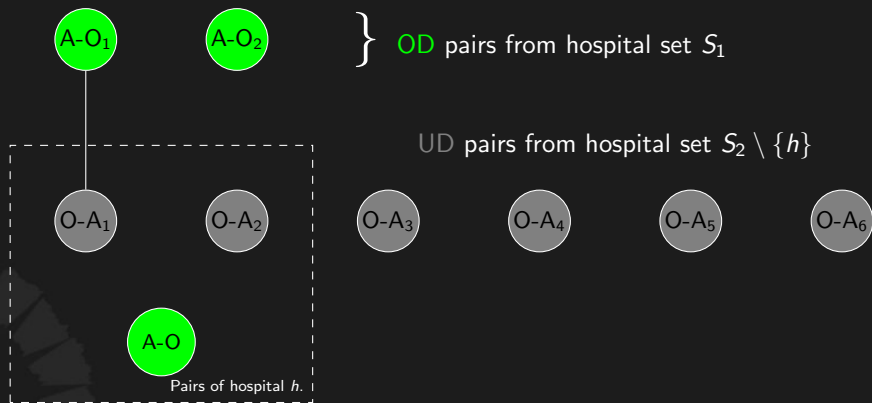 A-O₁ A-O₂ } OD pairs from hospital set S₁
UD pairs from hospital set S₂ \ {h}
O-A₁ O-A₂ O-A₃ O-A₄ O-A₅ O-A₆
A-O
Pairs of hospital h.